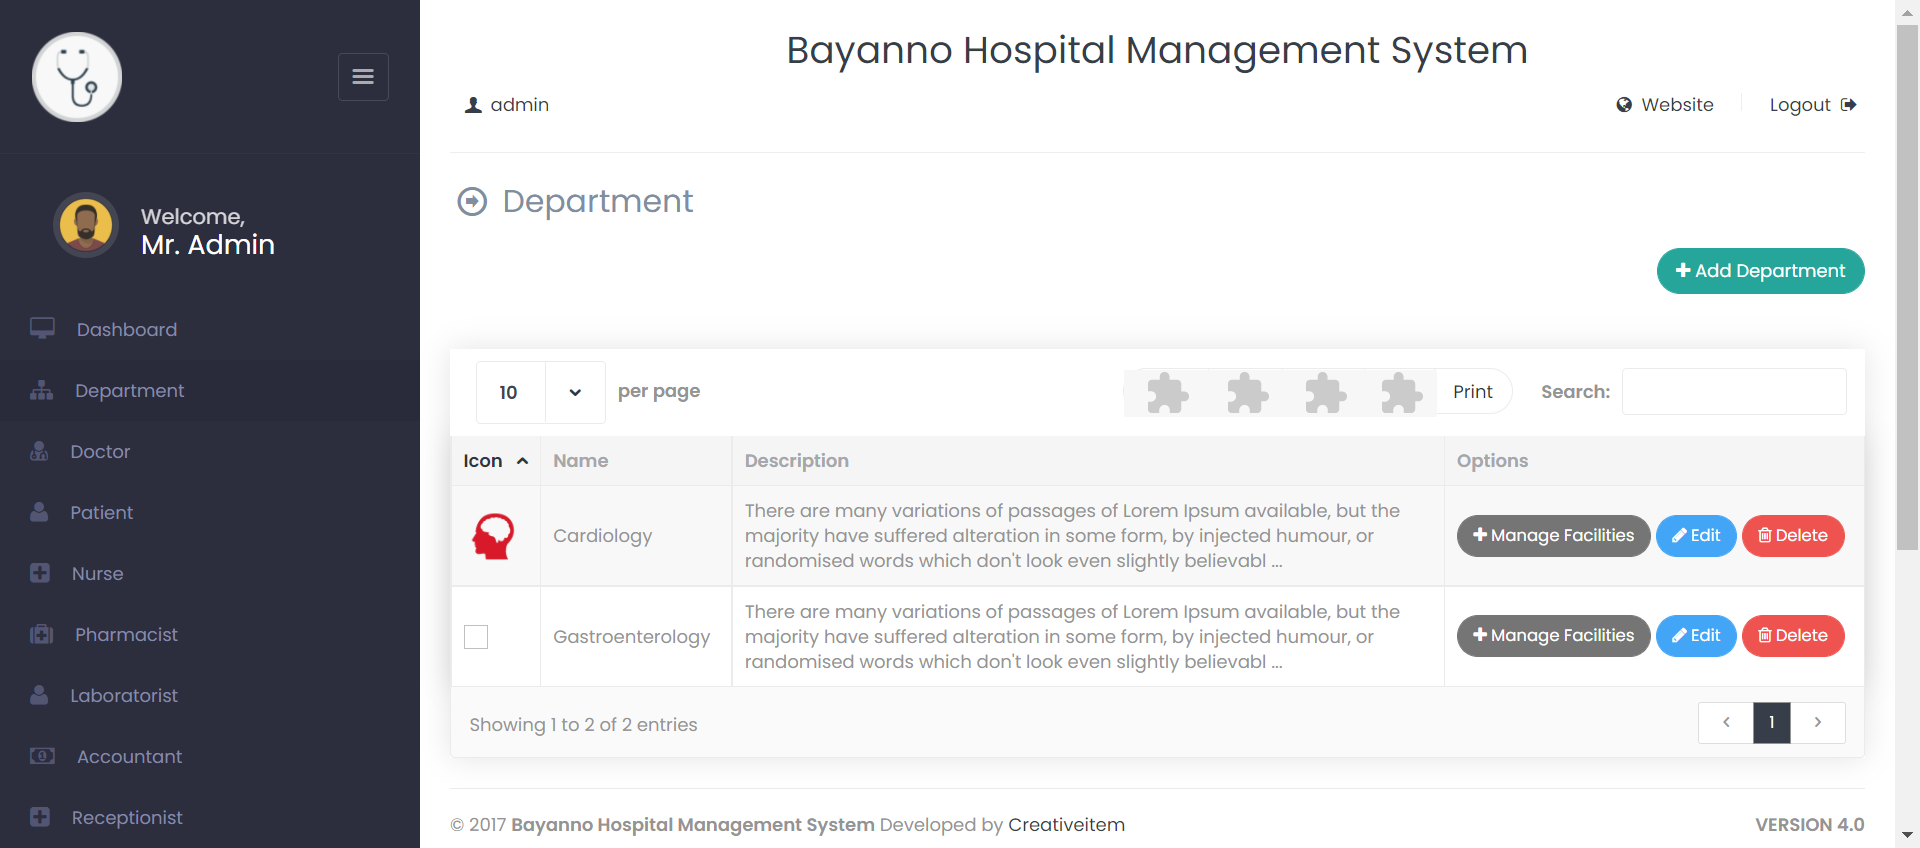 Bayanno Hospital Management System
admin
Website
Logout
Welcome,
Mr. Admin
Department
Add Department
Dashboard
Department
Doctor
Patient
Nurse
Pharmacist
Laboratorist
Accountant
Receptionist
10
per page
Print
Search:
Icon Name Description Options
Cardiology
There are many variations of passages of Lorem Ipsum available, but the
majority have suffered alteration in some form, by injected humour, or
randomised words which don't look even slightly believabl ...
Manage Facilities Edit Delete
Gastroenterology
There are many variations of passages of Lorem Ipsum available, but the
majority have suffered alteration in some form, by injected humour, or
randomised words which don't look even slightly believabl ...
Manage Facilities Edit Delete
Showing 1 to 2 of 2 entries
1
© 2017 Bayanno Hospital Management System Developed by Creativeitem
VERSION 4.0